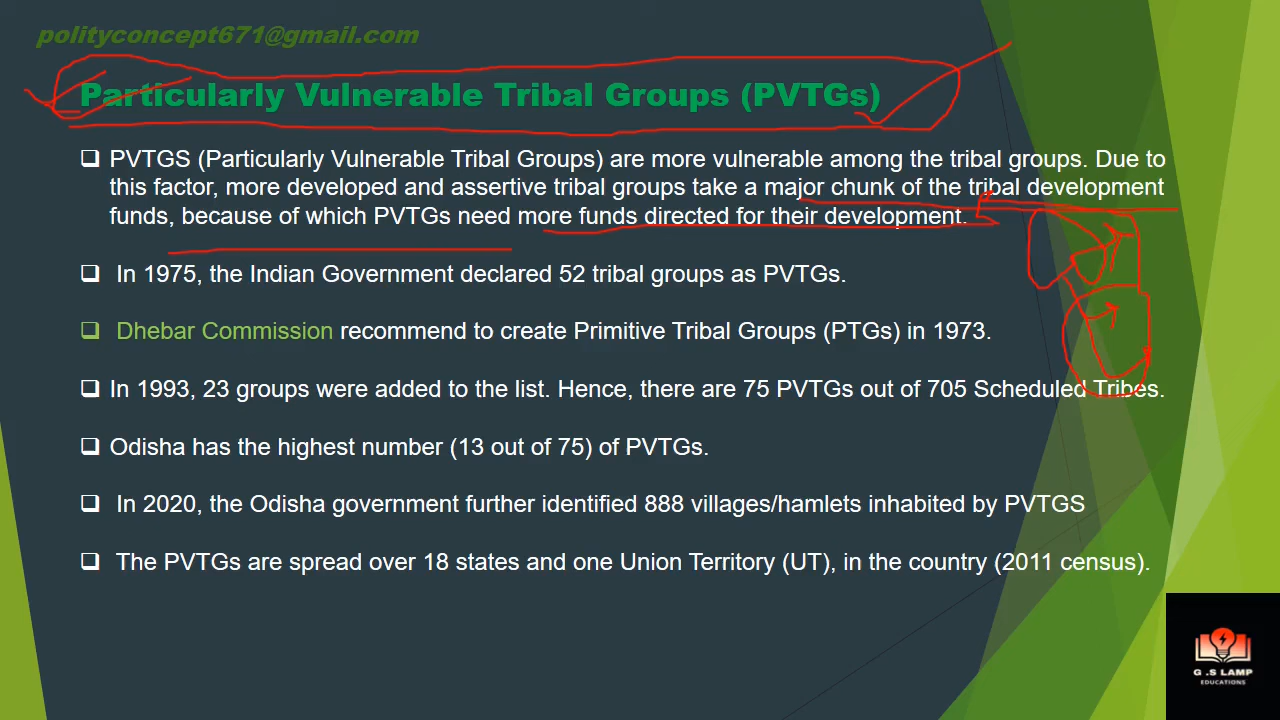 polityconcept671@gmail.com
Particularly Vulnerable Tribal Groups (PVTGs)
PVTGS (Particularly Vulnerable Tribal Groups) are more vulnerable among the tribal groups. Due to
this factor, more developed and assertive tribal groups take a major chunk of the tribal development
funds, because of which PVTGs need more funds directed for their development.
In 1975, the Indian Government declared 52 tribal groups as PVTGs.
Dhebar Commission recommend to create Primitive Tribal Groups (PTGs) in 1973.
In 1993, 23 groups were added to the list. Hence, there are 75 PVTGs out of 705 Scheduled Tribes.
Odisha has the highest number (13 out of 75) of PVTGs.
In 2020, the Odisha government further identified 888 villages/hamlets inhabited by PVTGS
The PVTGs are spread over 18 states and one Union Territory (UT), in the country (2011 census).
G .S LAMP
EDUCATIONS